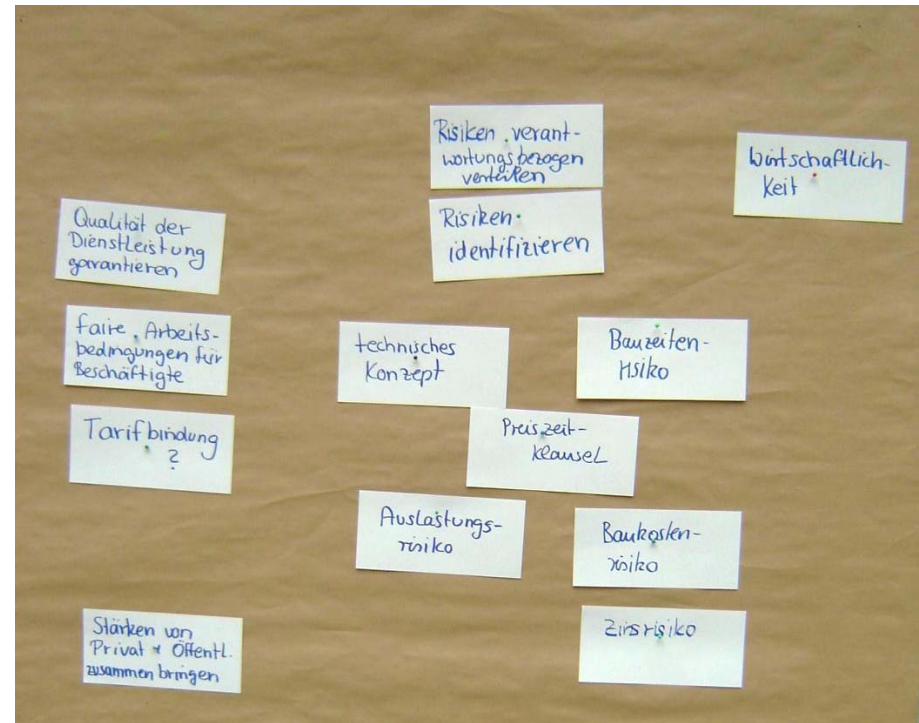 Risiken verant-
wortungsbezogen
verteilen
Wirtschaftlich-
keit
Qualität der
Dienstleistung
garantieren
Risiken
identifizieren
faire Arbeits-
bedingungen für
Beschäftigte
technisches
Konzept
Bauzeiten-
risiko
Tarifbindung
?
Preiszeit-
klausel
Auslastungs-
risiko
Baukosten-
risiko
Stärken von
Privat + Öffentl.
zusammen bringen
Zinsrisiko